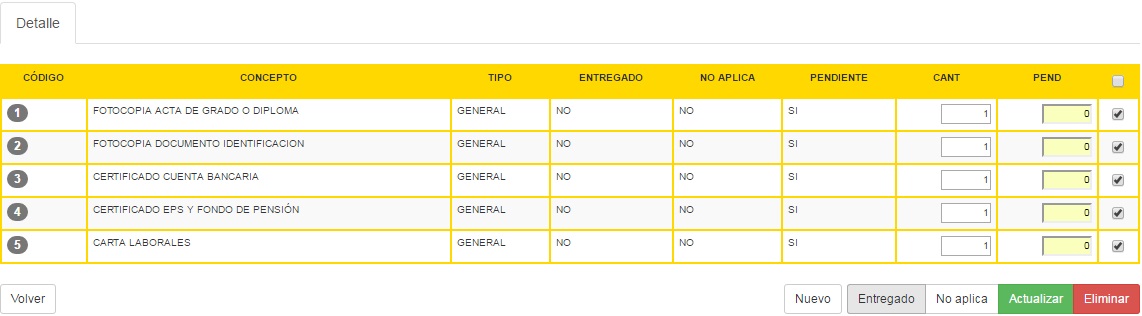 Detalle
CÓDIGO CONCEPTO TIPO ENTREGADO NO APLICA PENDIENTE CANT PEND
1 FOTOCOPIA ACTA DE GRADO O DIPLOMA GENERAL NO NO SI 1 0
2 FOTOCOPIA DOCUMENTO IDENTIFICACION GENERAL NO NO SI 1 0
3 CERTIFICADO CUENTA BANCARIA GENERAL NO NO SI 1 0
4 CERTIFICADO EPS Y FONDO DE PENSIÓN GENERAL NO NO SI 1 0
5 CARTA LABORALES GENERAL NO NO SI 1 0
Volver Nuevo Entregado No aplica Actualizar Eliminar